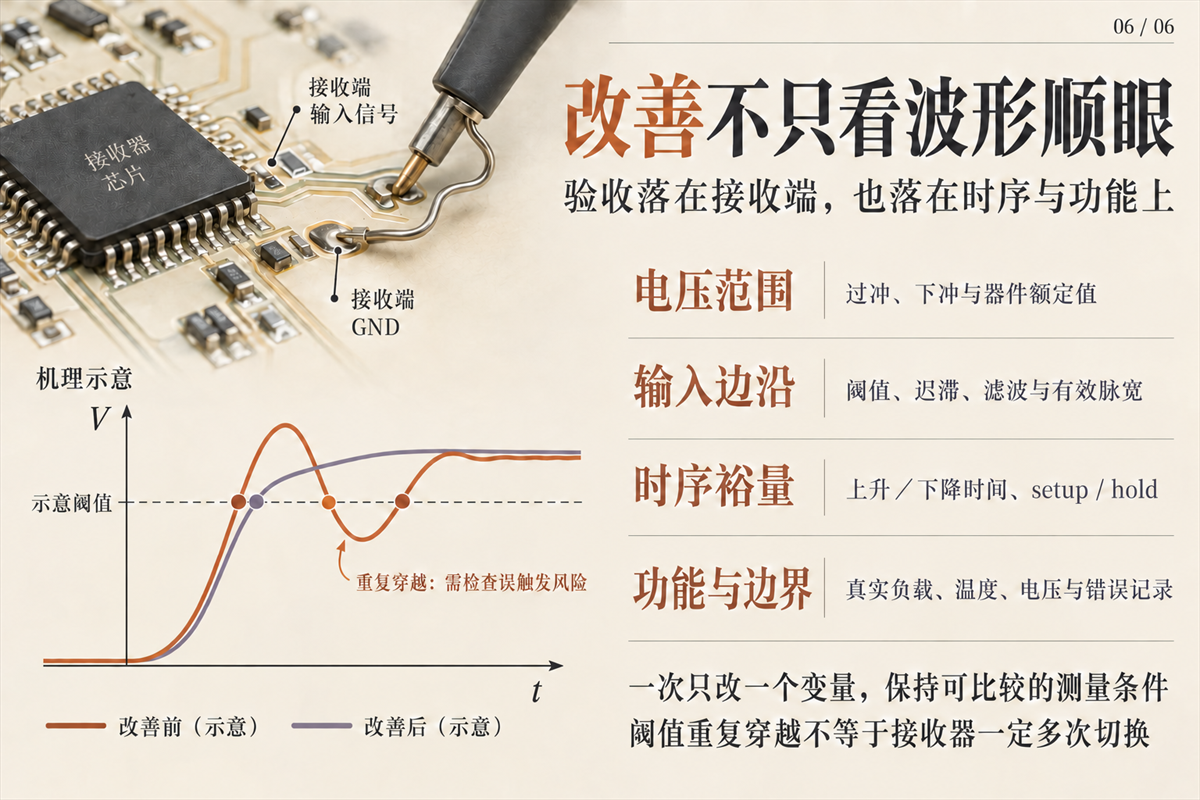 06 / 06
改善不只看波形顺眼
验收落在接收端，也落在时序与功能上
接收端
输入信号
接收器
芯片
接收端
GND
电压范围
过冲、下冲与器件额定值
输入边沿
阈值、迟滞、滤波与有效脉宽
时序裕量
上升／下降时间、setup / hold
功能与边界
真实负载、温度、电压与错误记录
机理示意
V
示意阈值
重复穿越：需检查误触发风险
t
改善前（示意）
改善后（示意）
一次只改一个变量，保持可比较的测量条件
阈值重复穿越不等于接收器一定多次切换